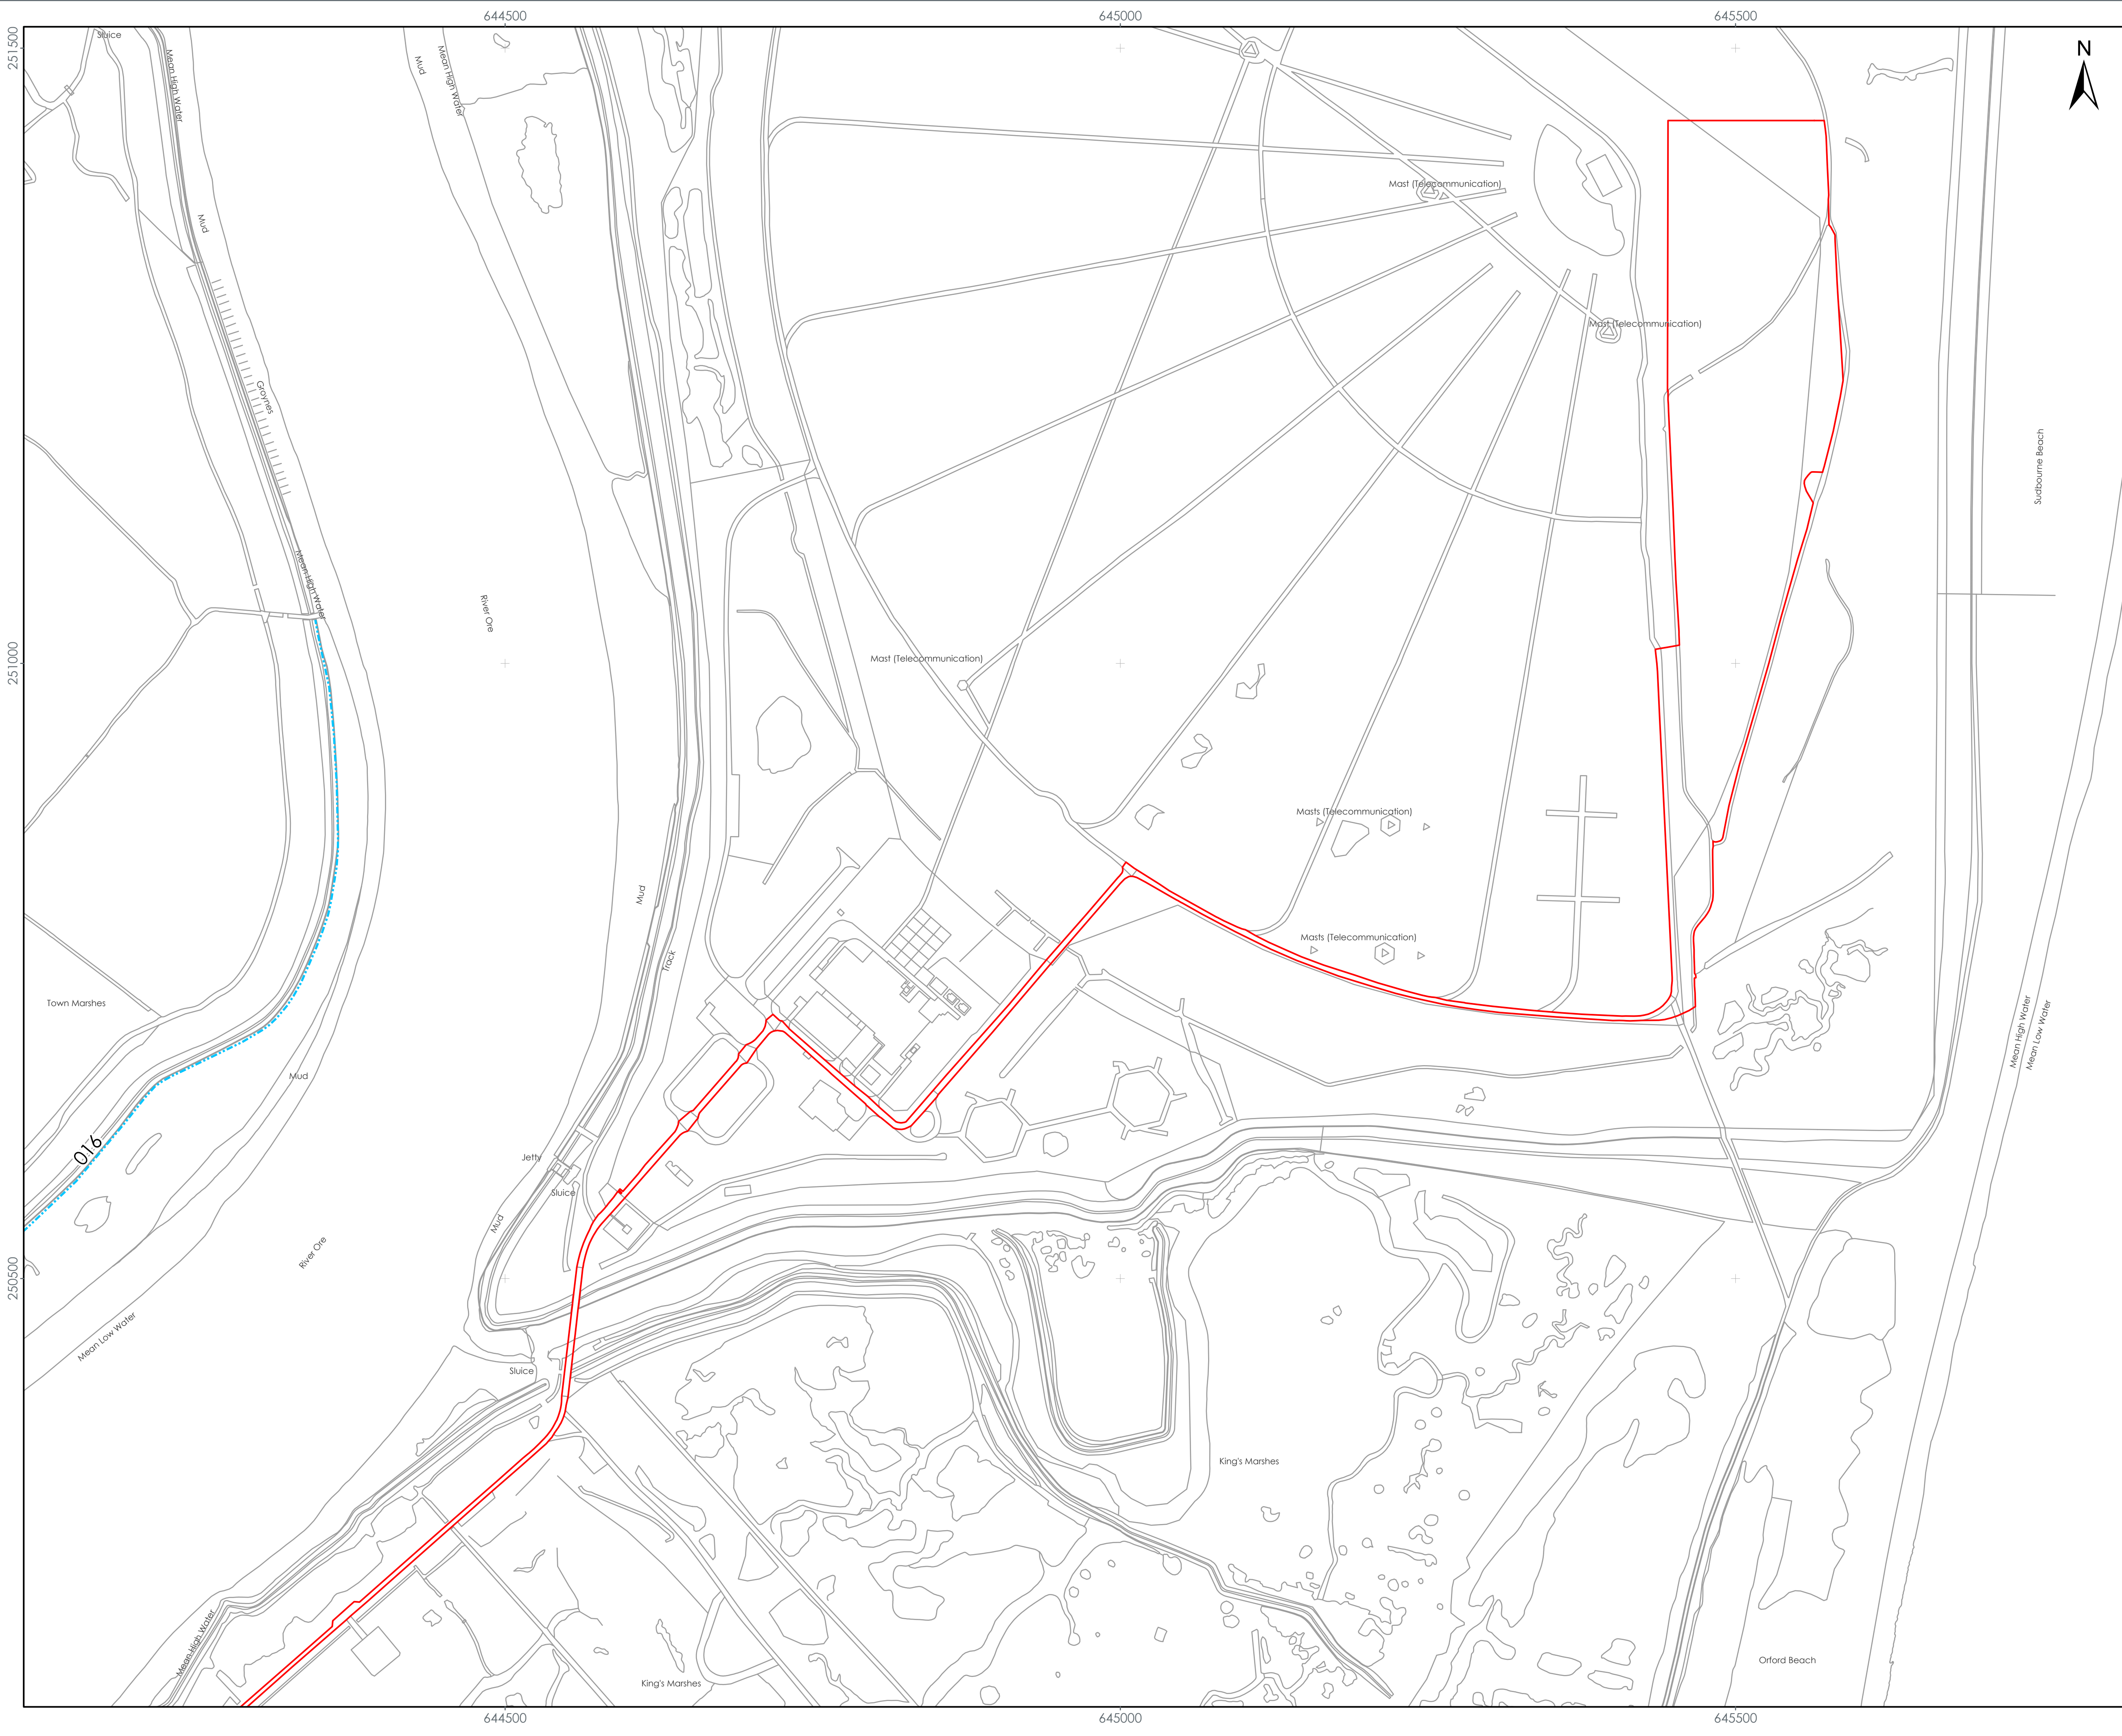 644500
645000
645500
251500
Sluice
Mean High Water
Mud
Mean High Water
N
Mast (Telecommunication)
Mud
Mast (Telecommunication)
Groynes
Sudbourne Beach
Mean High Water
River Ore
251000
Mast (Telecommunication)
Masts (Telecommunication)
Mud
Masts (Telecommunication)
Track
Town Marshes
Mean High Water
Mean Low Water
Mud
016
Jetty
Sluice
Mud
River Ore
250500
Mean Low Water
Sluice
King's Marshes
Mean High Water
Orford Beach
King's Marshes
644500
645000
645500